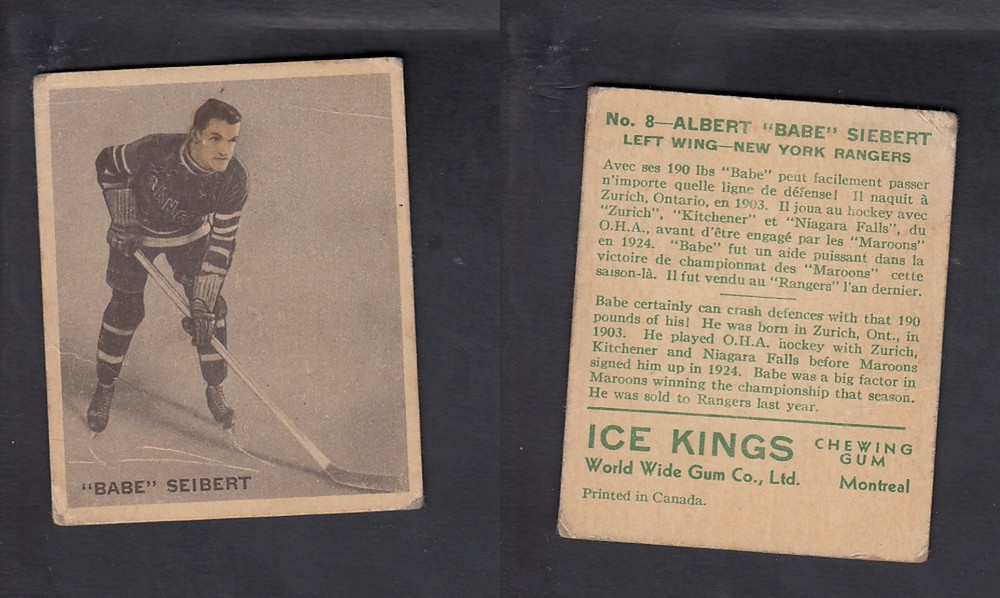 "BABE" SEIBERT
No. 8—ALBERT "BABE" SIEBERT
LEFT WING—NEW YORK RANGERS
Avec ses 190 lbs "Babe" peut facilement passer
n'importe quelle ligne de défense! Il naquit à
Zurich, Ontario, en 1903. Il joua au hockey avec
"Zurich", "Kitchener" et "Niagara Falls", du
O.H.A., avant d'être engagé par les "Maroons"
en 1924. "Babe" fut un aide puissant dans la
victoire de championnat des "Maroons" cette
saison-là. Il fut vendu au "Rangers" l'an dernier.
Babe certainly can crash defences with that 190
pounds of his! He was born in Zurich, Ont., in
1903. He played O.H.A. hockey with Zurich,
Kitchener and Niagara Falls before Maroons
signed him up in 1924. Babe was a big factor in
Maroons winning the championship that season.
He was sold to Rangers last year.
ICE KINGS CHEWING
GUM
World Wide Gum Co., Ltd. Montreal
Printed in Canada.